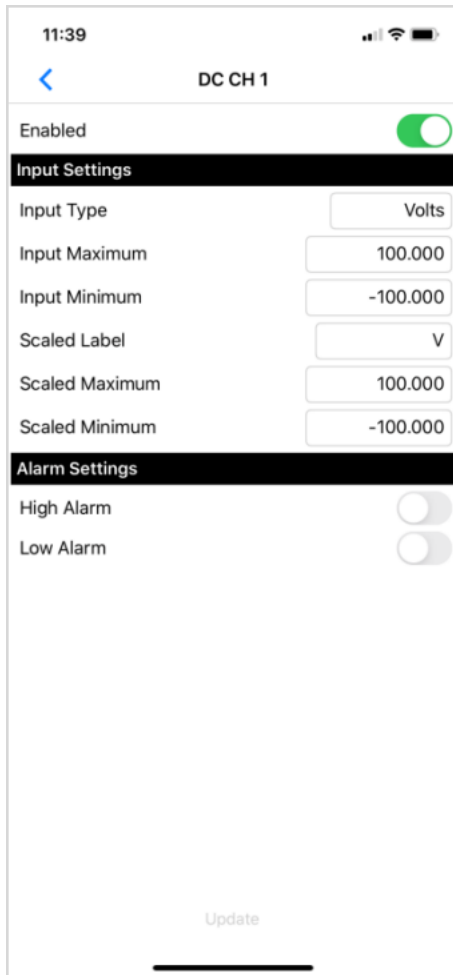 11:39
DC CH 1
Enabled
Input Settings
Input Type Volts
Input Maximum 100.000
Input Minimum -100.000
Scaled Label V
Scaled Maximum 100.000
Scaled Minimum -100.000
Alarm Settings
High Alarm
Low Alarm
Update